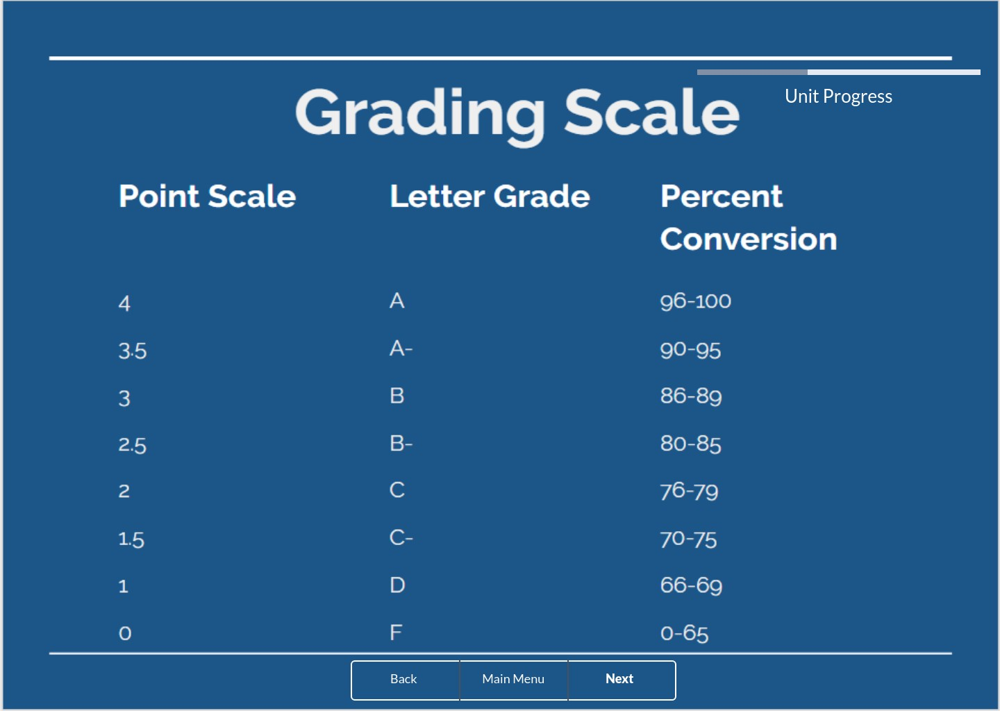 Unit Progress
Grading Scale
Point Scale Letter Grade Percent
Conversion
4 A 96-100
3.5 A- 90-95
3 B 86-89
2.5 B- 80-85
2 C 76-79
1.5 C- 70-75
1 D 66-69
0 F 0-65
Back Main Menu Next